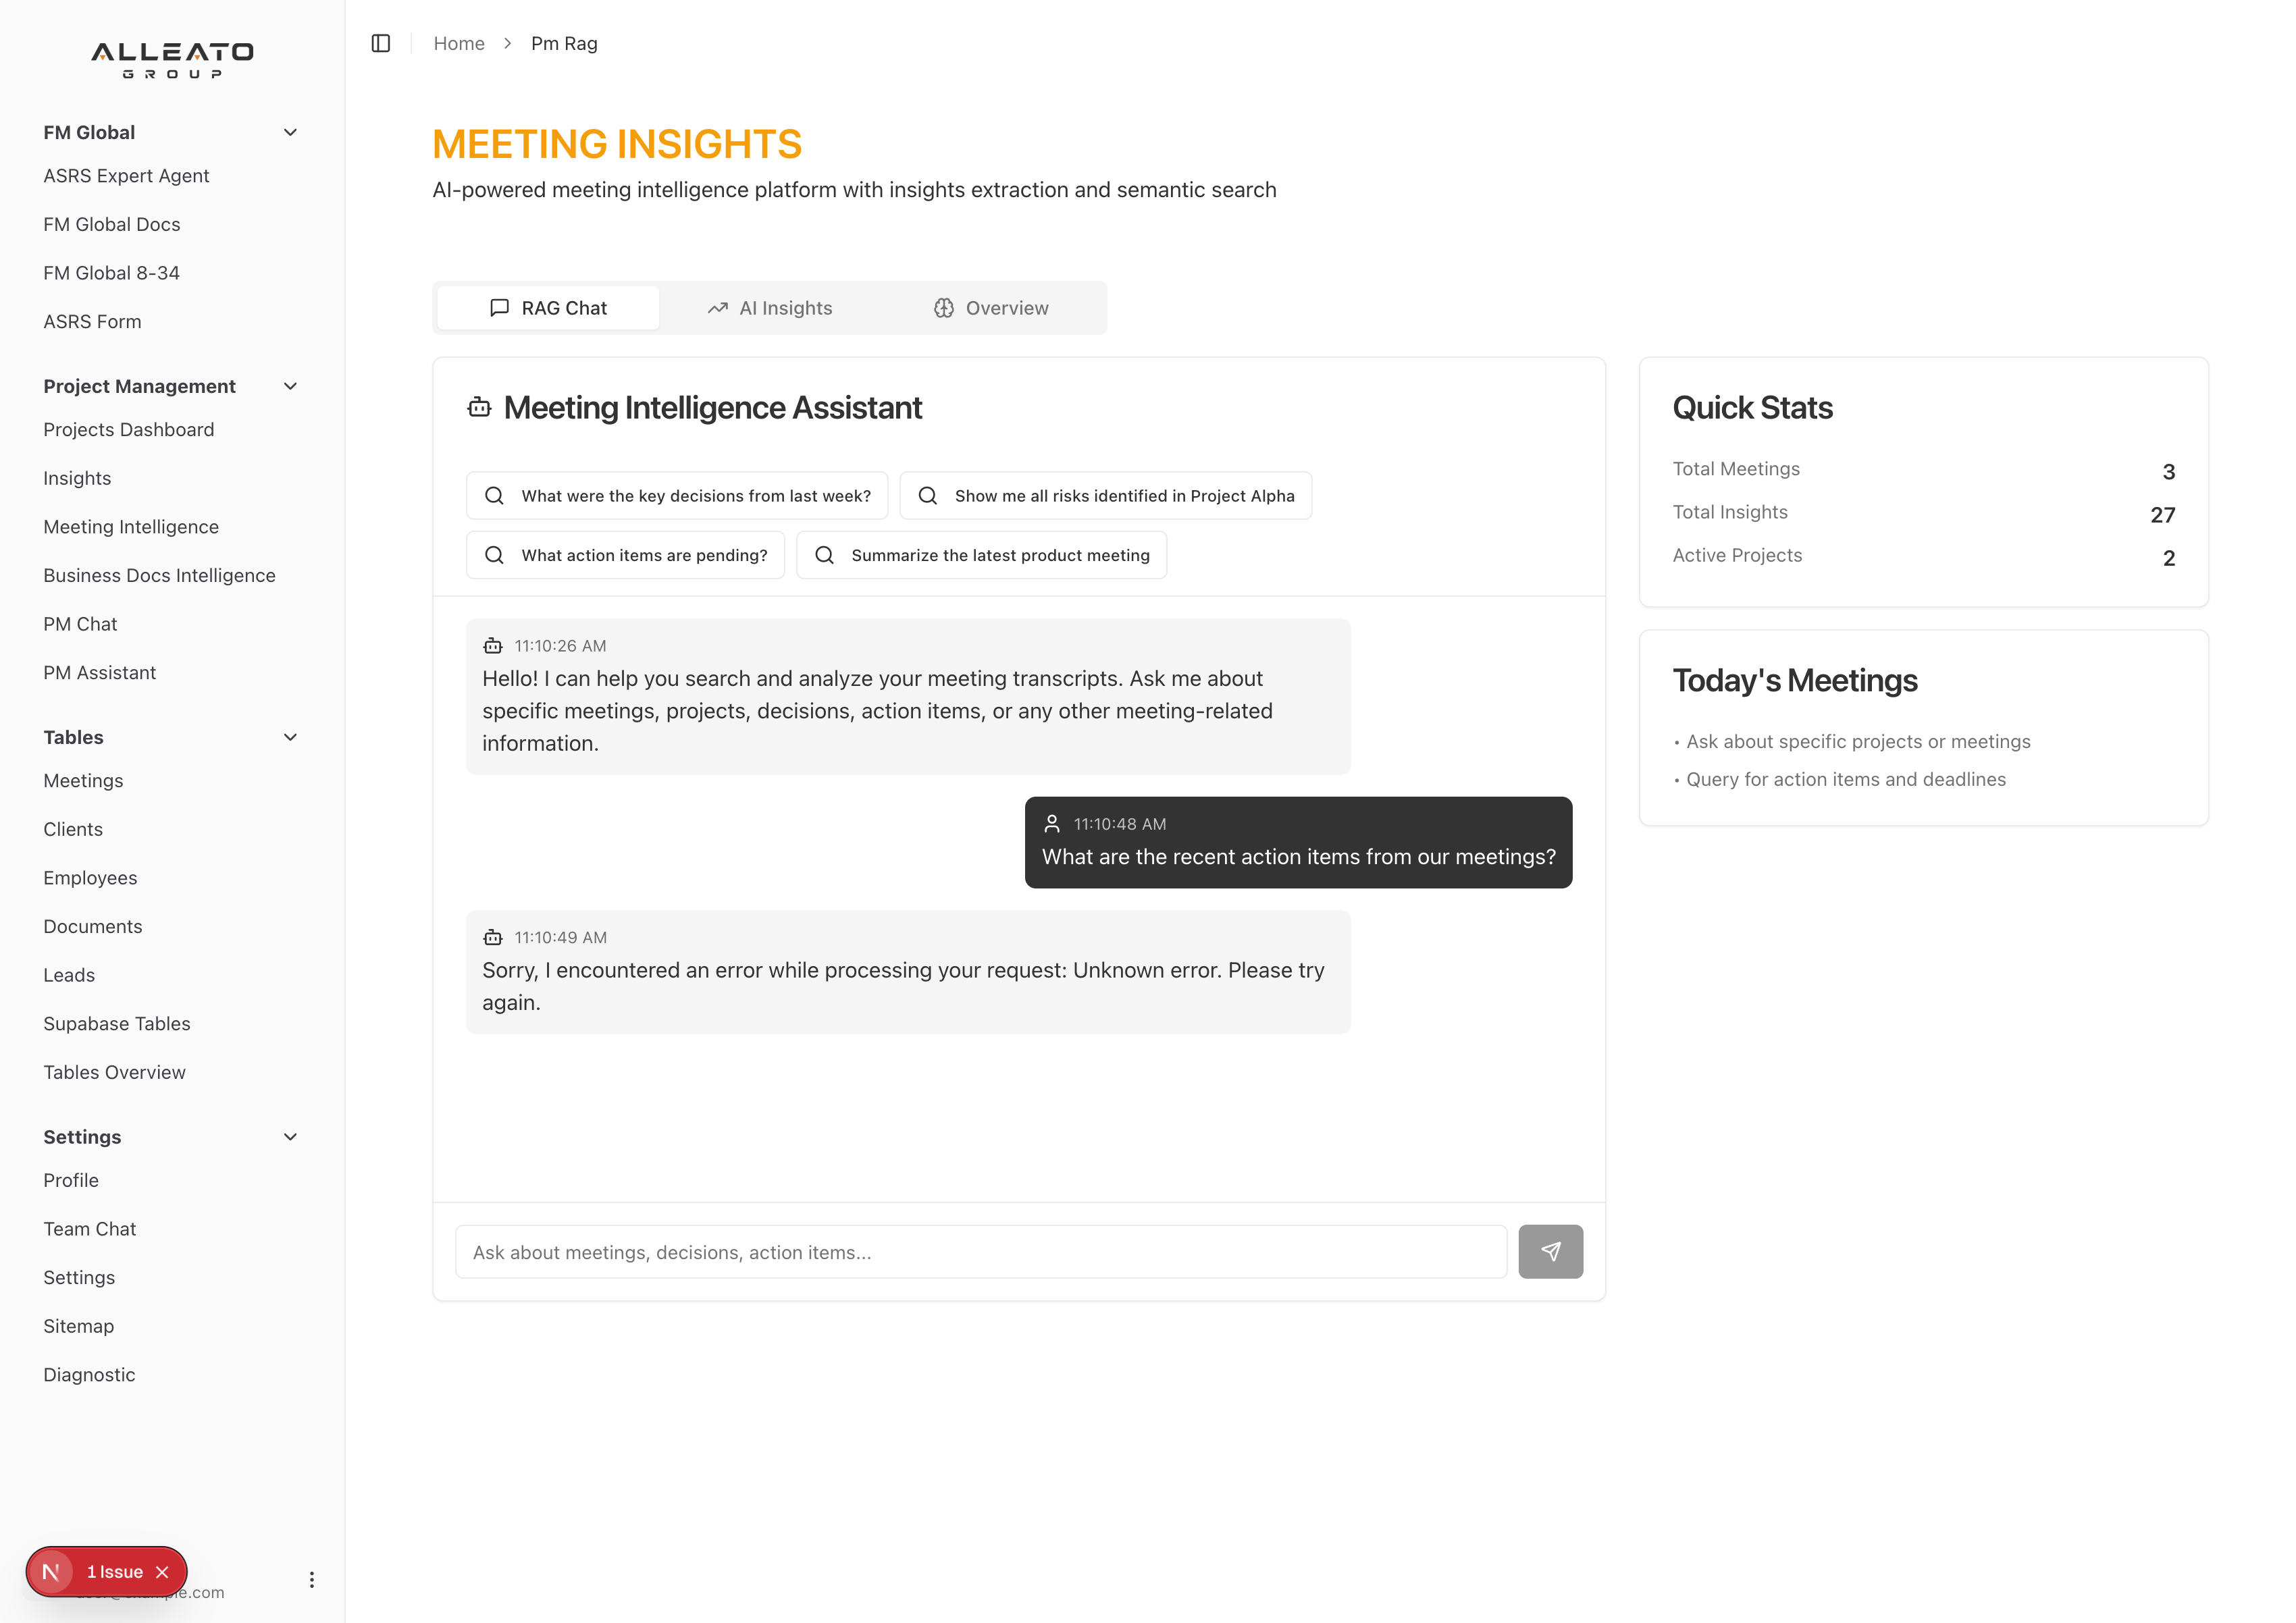 ALLEATO
GROUP
FM Global
ASRS Expert Agent
FM Global Docs
FM Global 8-34
ASRS Form
Project Management
Projects Dashboard
Insights
Meeting Intelligence
Business Docs Intelligence
PM Chat
PM Assistant
Tables
Meetings
Clients
Employees
Documents
Leads
Supabase Tables
Tables Overview
Settings
Profile
Team Chat
Settings
Sitemap
Diagnostic
N 1 Issue
Home > Pm Rag
MEETING INSIGHTS
AI-powered meeting intelligence platform with insights extraction and semantic search
RAG Chat
AI Insights
Overview
Meeting Intelligence Assistant
What were the key decisions from last week?
Show me all risks identified in Project Alpha
What action items are pending?
Summarize the latest product meeting
11:10:26 AM
Hello! I can help you search and analyze your meeting transcripts. Ask me about
specific meetings, projects, decisions, action items, or any other meeting-related
information.
11:10:48 AM
What are the recent action items from our meetings?
11:10:49 AM
Sorry, I encountered an error while processing your request: Unknown error. Please try
again.
Ask about meetings, decisions, action items...
Quick Stats
Total Meetings 3
Total Insights 27
Active Projects 2
Today's Meetings
• Ask about specific projects or meetings
• Query for action items and deadlines